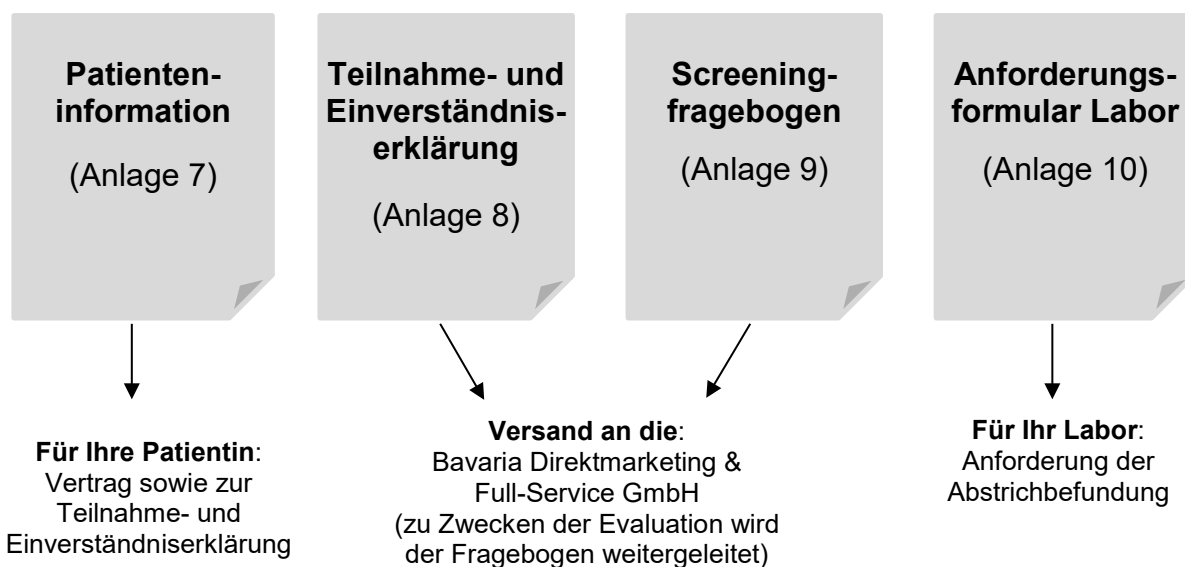 Patienten-
information
(Anlage 7)
Teilnahme- und
Einverständnis-
erklärung
(Anlage 8)
Screening-
fragebogen
(Anlage 9)
Anforderungs-
formular Labor
(Anlage 10)
Für Ihre Patientin:
Vertrag sowie zur
Teilnahme- und
Einverständniserklärung
Versand an die:
Bavaria Direktmarketing &
Full-Service GmbH
(zu Zwecken der Evaluation wird
der Fragebogen weitergeleitet)
Für Ihr Labor:
Anforderung der
Abstrichbefundung